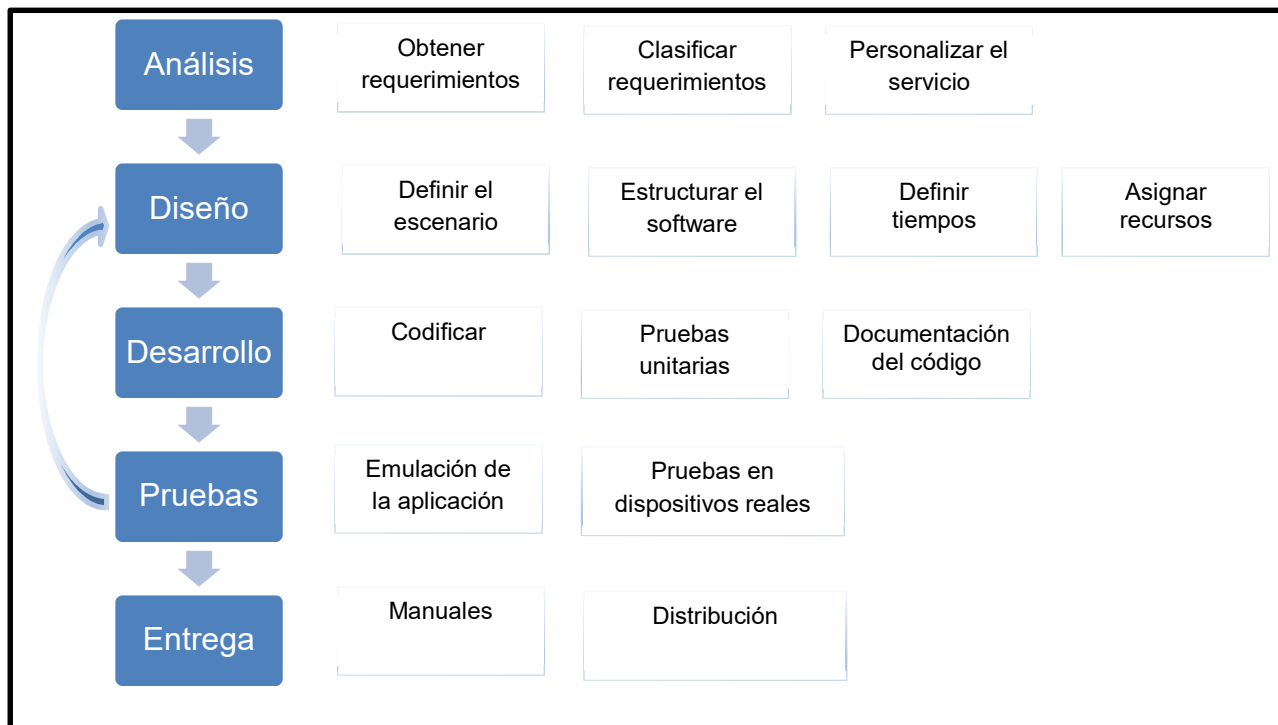 Análisis
Obtener
requerimientos
Clasificar
requerimientos
Personalizar el
servicio
Diseño
Definir el
escenario
Estructurar el
software
Definir
tiempos
Asignar
recursos
Desarrollo
Codificar
Pruebas
unitarias
Documentación
del código
Pruebas
Emulación de
la aplicación
Pruebas en
dispositivos reales
Entrega
Manuales
Distribución